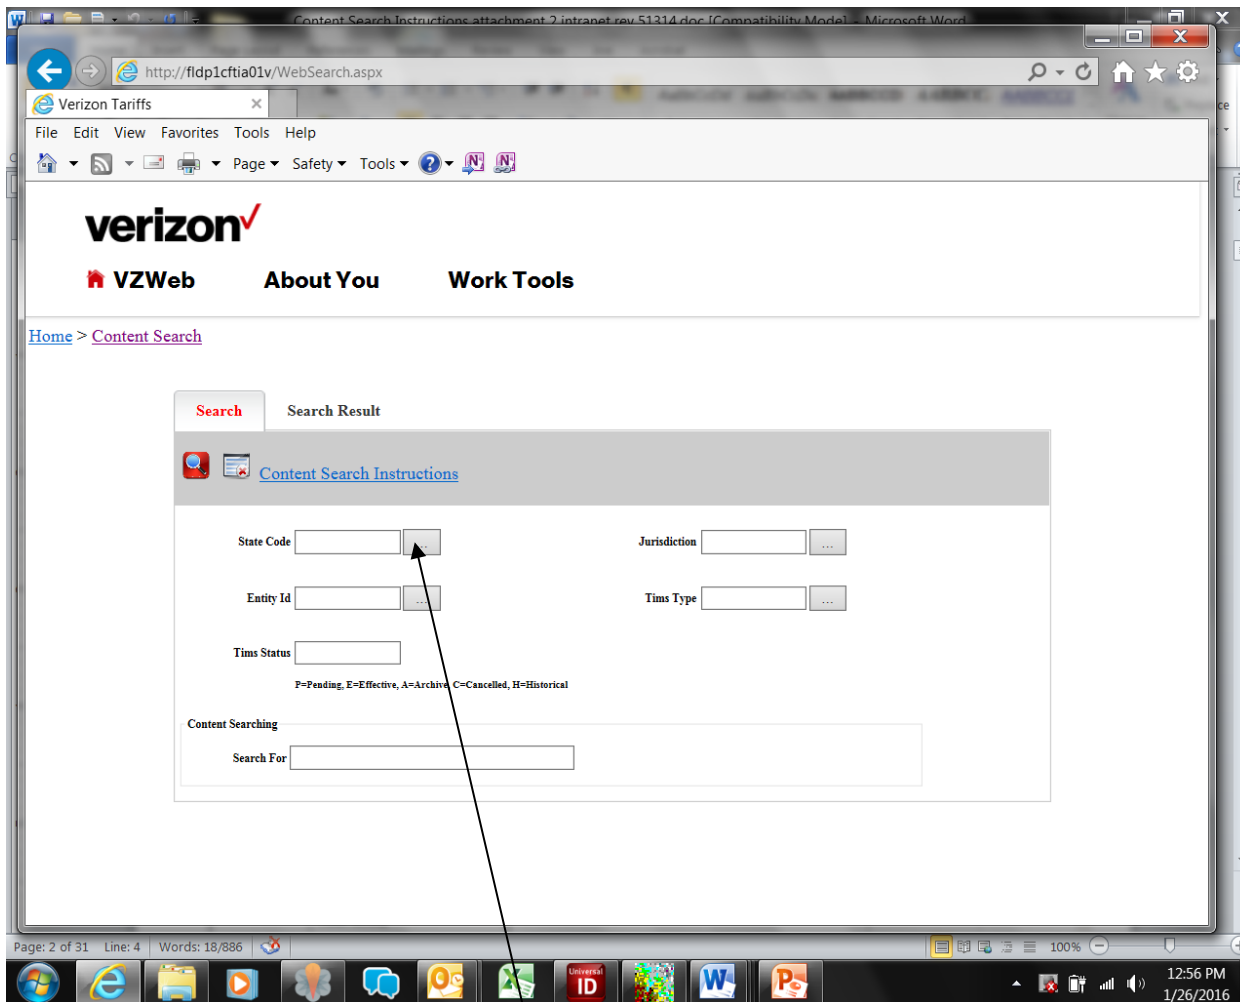 Content Search Instructions attachment 2 intranet rev 51314.doc [Compatibility Mode] - Microsoft Word
http://fldp1cftia01v/WebSearch.aspx
Verizon Tariffs
File Edit View Favorites Tools Help
Page Safety Tools
verizon
VZWeb About You Work Tools
Home > Content Search
Search Search Result
Content Search Instructions
State Code ... Jurisdiction ...
Entity Id ... Tims Type ...
Tims Status
P=Pending, E=Effective, A=Archive, C=Cancelled, H=Historical
Content Searching
Search For
Page: 2 of 31 Line: 4 Words: 18/886 100%
Universal
ID
12:56 PM
1/26/2016